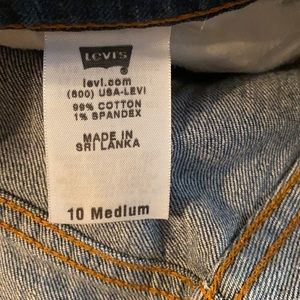 LEVI'S
levi.com
(800) USA-LEVI
99% COTTON
1% SPANDEX
MADE IN
SRI LANKA
10 Medium